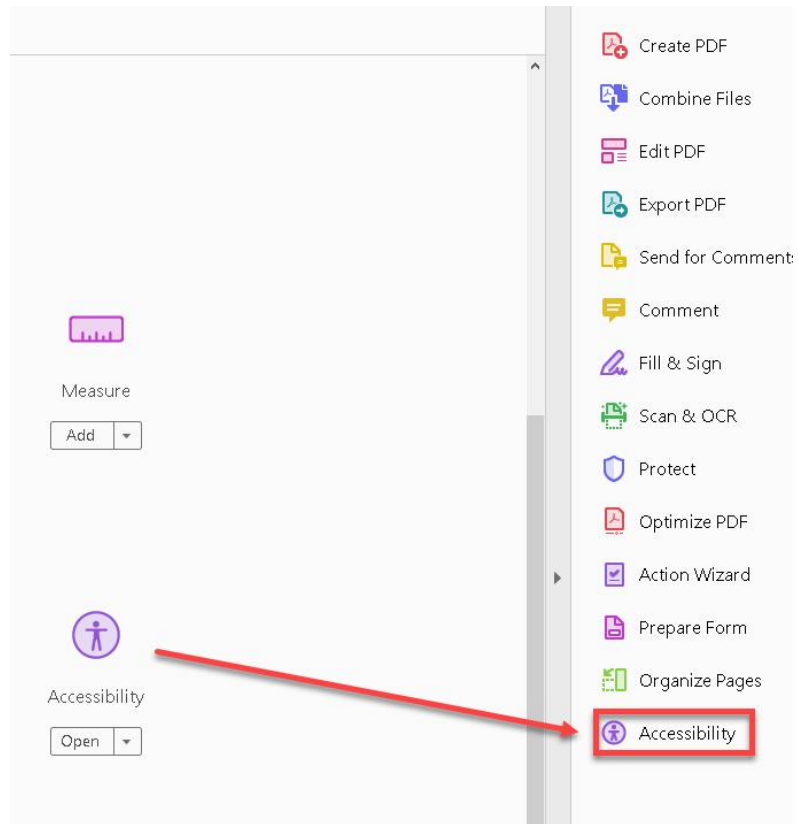 Measure
Add
Accessibility
Open
Create PDF
Combine Files
Edit PDF
Export PDF
Send for Comments
Comment
Fill & Sign
Scan & OCR
Protect
Optimize PDF
Action Wizard
Prepare Form
Organize Pages
Accessibility